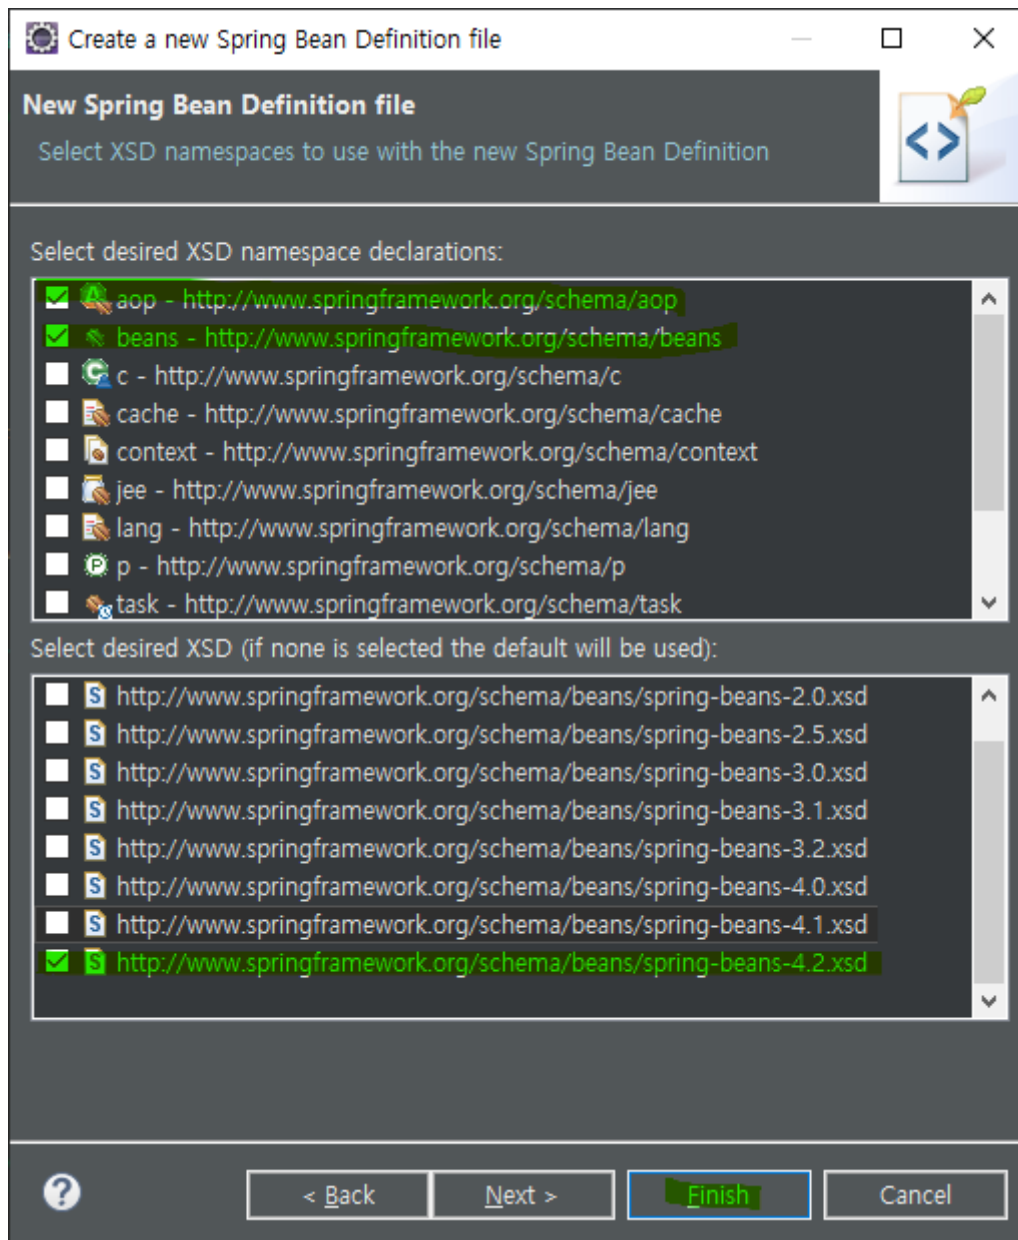 Create a new Spring Bean Definition file
New Spring Bean Definition file
Select XSD namespaces to use with the new Spring Bean Definition
Select desired XSD namespace declarations:
aop - http://www.springframework.org/schema/aop
beans - http://www.springframework.org/schema/beans
c - http://www.springframework.org/schema/c
cache - http://www.springframework.org/schema/cache
context - http://www.springframework.org/schema/context
jee - http://www.springframework.org/schema/jee
lang - http://www.springframework.org/schema/lang
p - http://www.springframework.org/schema/p
task - http://www.springframework.org/schema/task
Select desired XSD (if none is selected the default will be used):
http://www.springframework.org/schema/beans/spring-beans-2.0.xsd
http://www.springframework.org/schema/beans/spring-beans-2.5.xsd
http://www.springframework.org/schema/beans/spring-beans-3.0.xsd
http://www.springframework.org/schema/beans/spring-beans-3.1.xsd
http://www.springframework.org/schema/beans/spring-beans-3.2.xsd
http://www.springframework.org/schema/beans/spring-beans-4.0.xsd
http://www.springframework.org/schema/beans/spring-beans-4.1.xsd
http://www.springframework.org/schema/beans/spring-beans-4.2.xsd
< Back Next > Finish Cancel